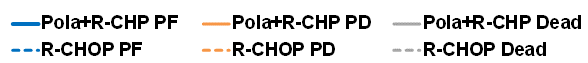 Pola+R-CHP PF Pola+R-CHP PD Pola+R-CHP Dead
R-CHOP PF R-CHOP PD R-CHOP Dead